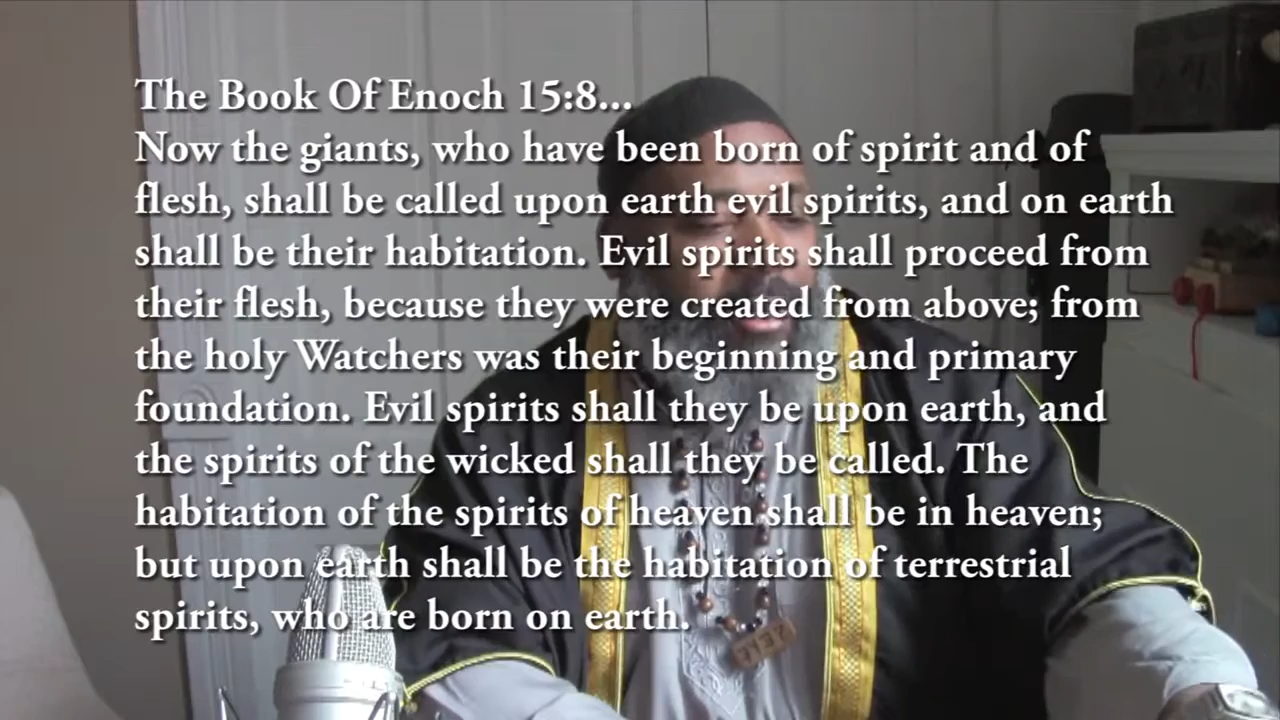 The Book Of Enoch 15:8...
Now the giants, who have been born of spirit and of
flesh, shall be called upon earth evil spirits, and on earth
shall be their habitation. Evil spirits shall proceed from
their flesh, because they were created from above; from
the holy Watchers was their beginning and primary
foundation. Evil spirits shall they be upon earth, and
the spirits of the wicked shall they be called. The
habitation of the spirits of heaven shall be in heaven;
but upon earth shall be the habitation of terrestrial
spirits, who are born on earth.